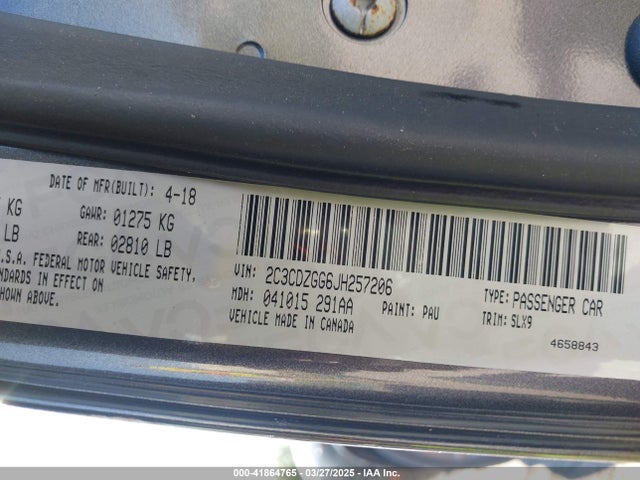 DATE OF MFR(BUILT): 4-18
KG GAWR: 01275 KG
LB REAR: 02810 LB
.S.A. FEDERAL MOTOR VEHICLE SAFETY,
NDARDS IN EFFECT ON
SHOWN ABOVE.
VIN: 2C3CDZGG6JH257206
MDH: 041015 291AA PAINT: PAU
VEHICLE MADE IN CANADA
TYPE: PASSENGER CAR
TRIM: SLX9
4658843
000-41864765 · 03/27/2025 · IAA Inc.